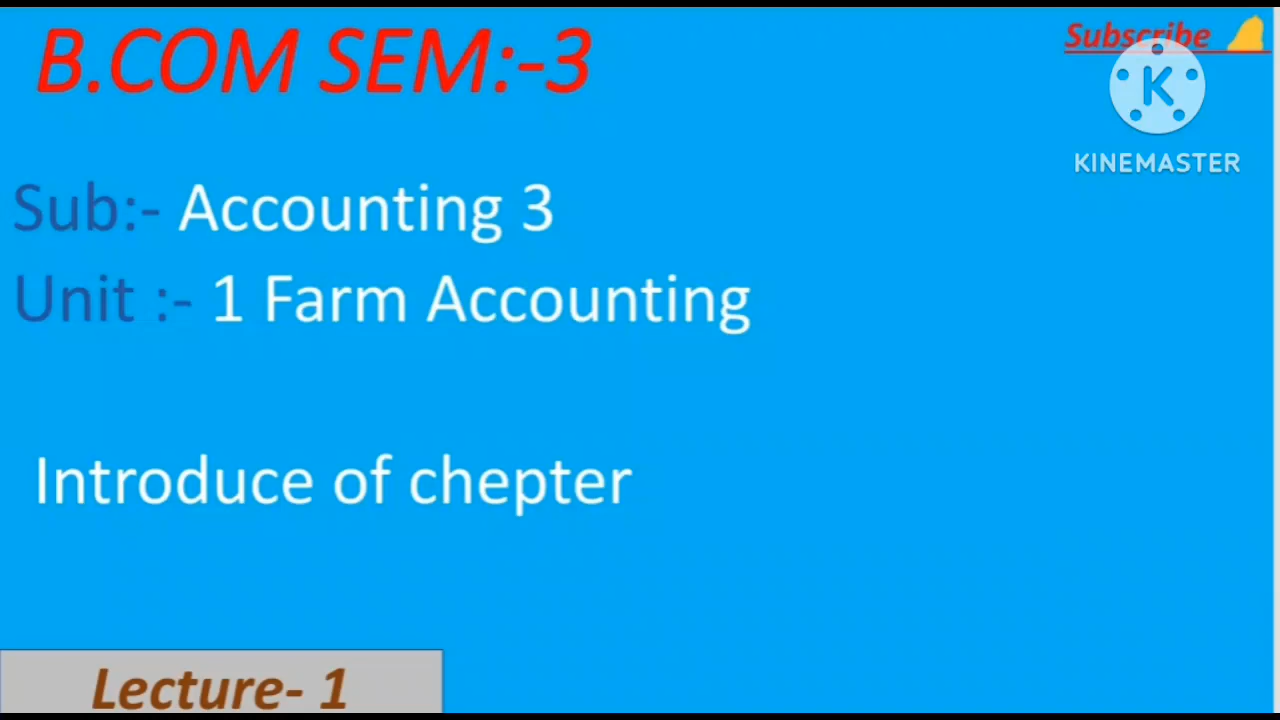 B.COM SEM:-3
Subscribe
K
KINEMASTER
Sub:- Accounting 3
Unit :- 1 Farm Accounting
Introduce of chepter
Lecture- 1